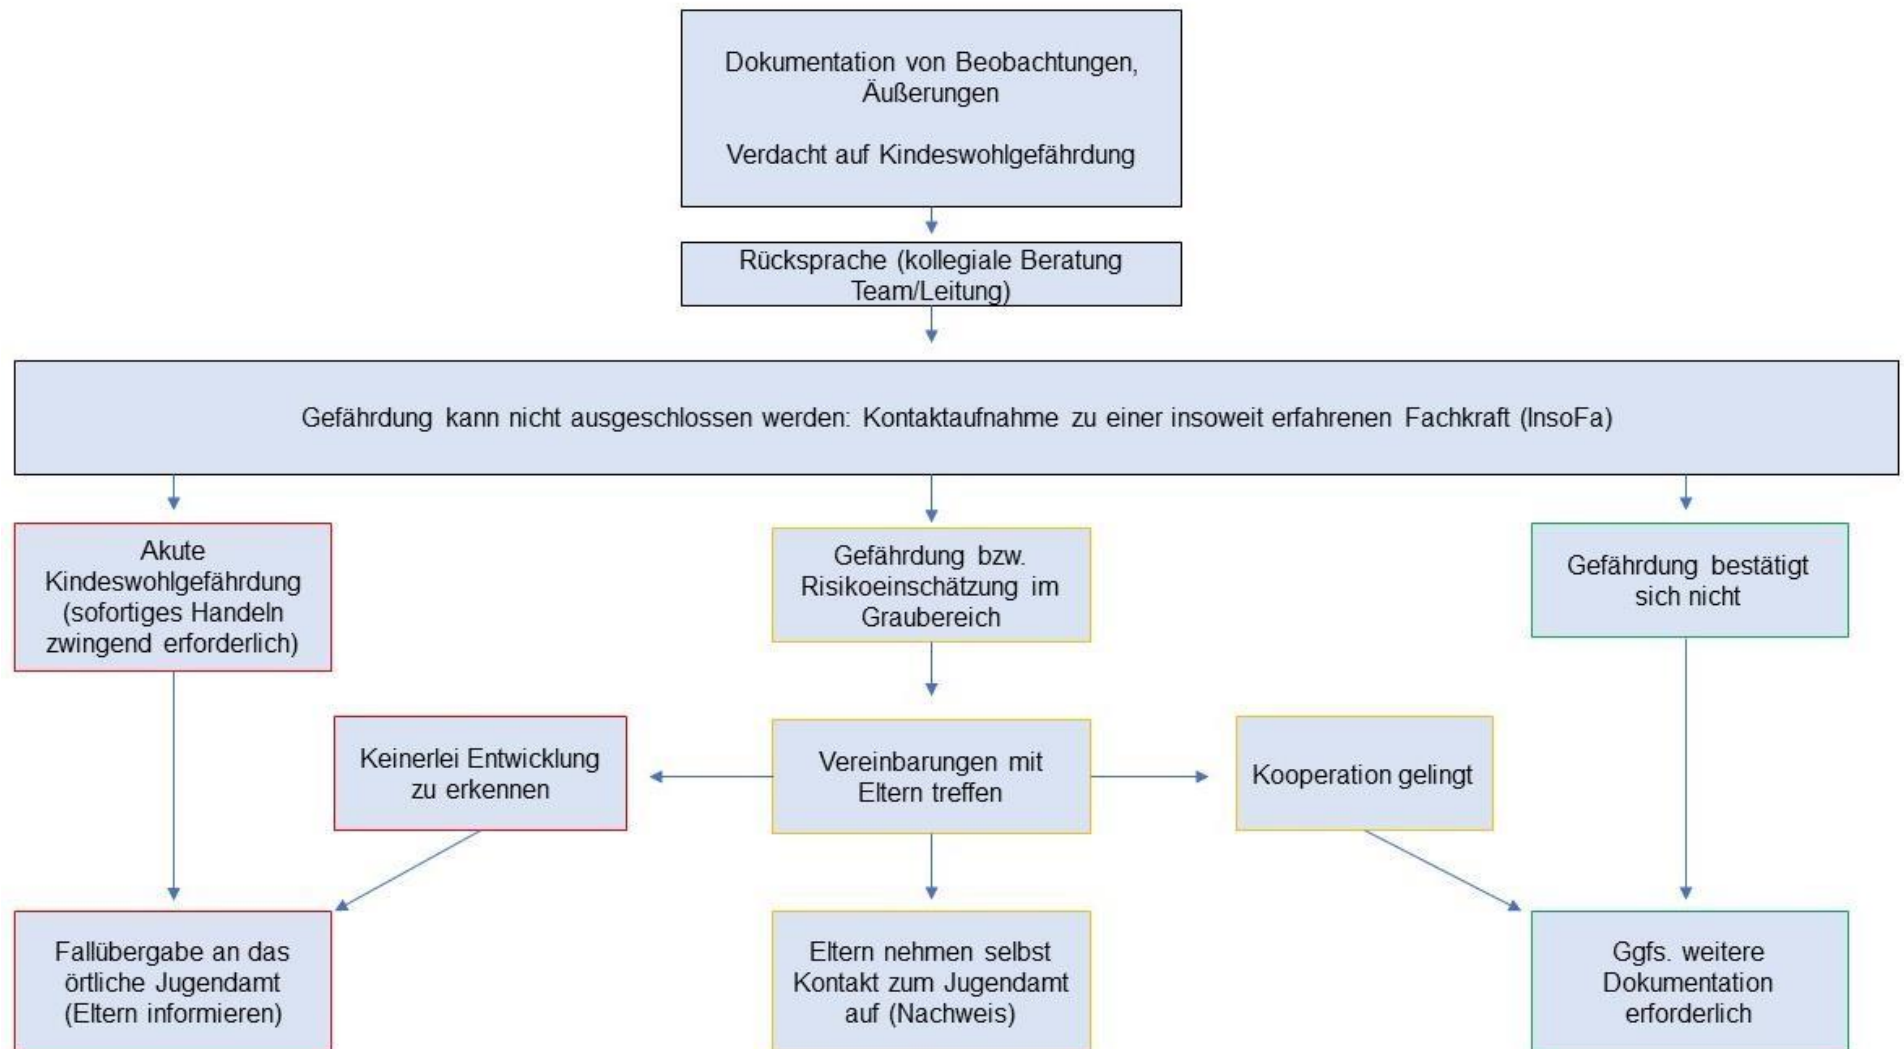 Dokumentation von Beobachtungen,
Äußerungen
Verdacht auf Kindeswohlgefährdung
Rücksprache (kollegiale Beratung
Team/Leitung)
Gefährdung kann nicht ausgeschlossen werden: Kontaktaufnahme zu einer insoweit erfahrenen Fachkraft (InsoFa)
Akute
Kindeswohlgefährdung
(sofortiges Handeln
zwingend erforderlich)
Gefährdung bzw.
Risikoeinschätzung im
Graubereich
Gefährdung bestätigt
sich nicht
Keinerlei Entwicklung
zu erkennen
Vereinbarungen mit
Eltern treffen
Kooperation gelingt
Fallübergabe an das
örtliche Jugendamt
(Eltern informieren)
Eltern nehmen selbst
Kontakt zum Jugendamt
auf (Nachweis)
Ggfs. weitere
Dokumentation
erforderlich